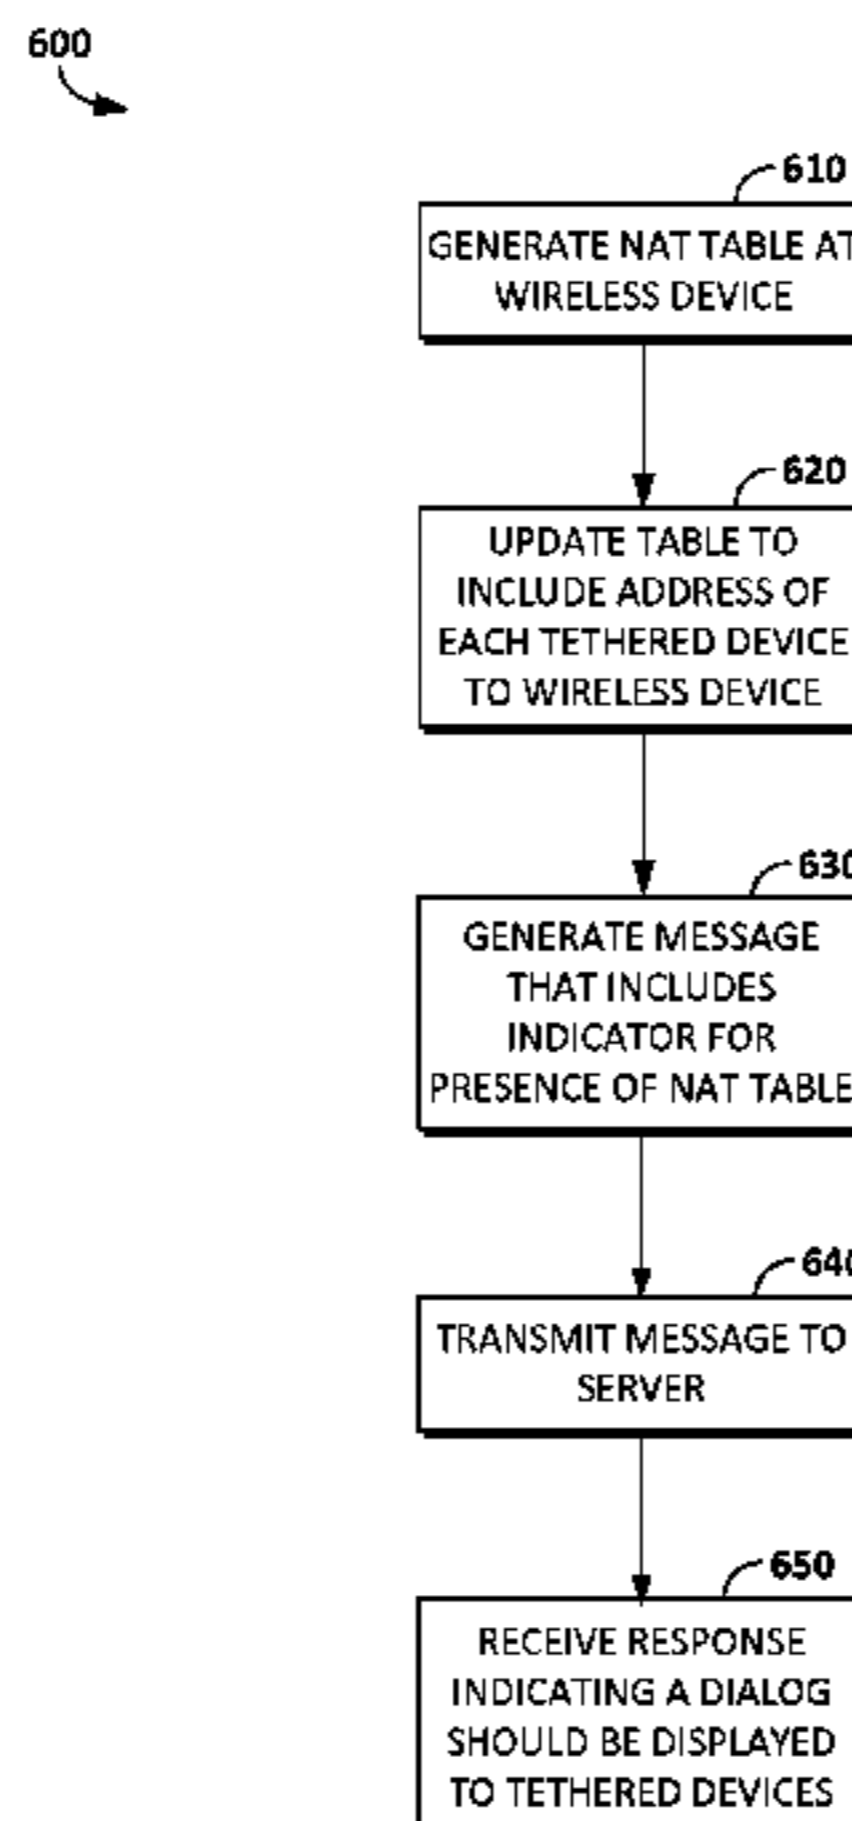 600
610
GENERATE NAT TABLE AT
WIRELESS DEVICE
620
UPDATE TABLE TO
INCLUDE ADDRESS OF
EACH TETHERED DEVICE
TO WIRELESS DEVICE
630
GENERATE MESSAGE
THAT INCLUDES
INDICATOR FOR
PRESENCE OF NAT TABLE
640
TRANSMIT MESSAGE TO
SERVER
650
RECEIVE RESPONSE
INDICATING A DIALOG
SHOULD BE DISPLAYED
TO TETHERED DEVICES